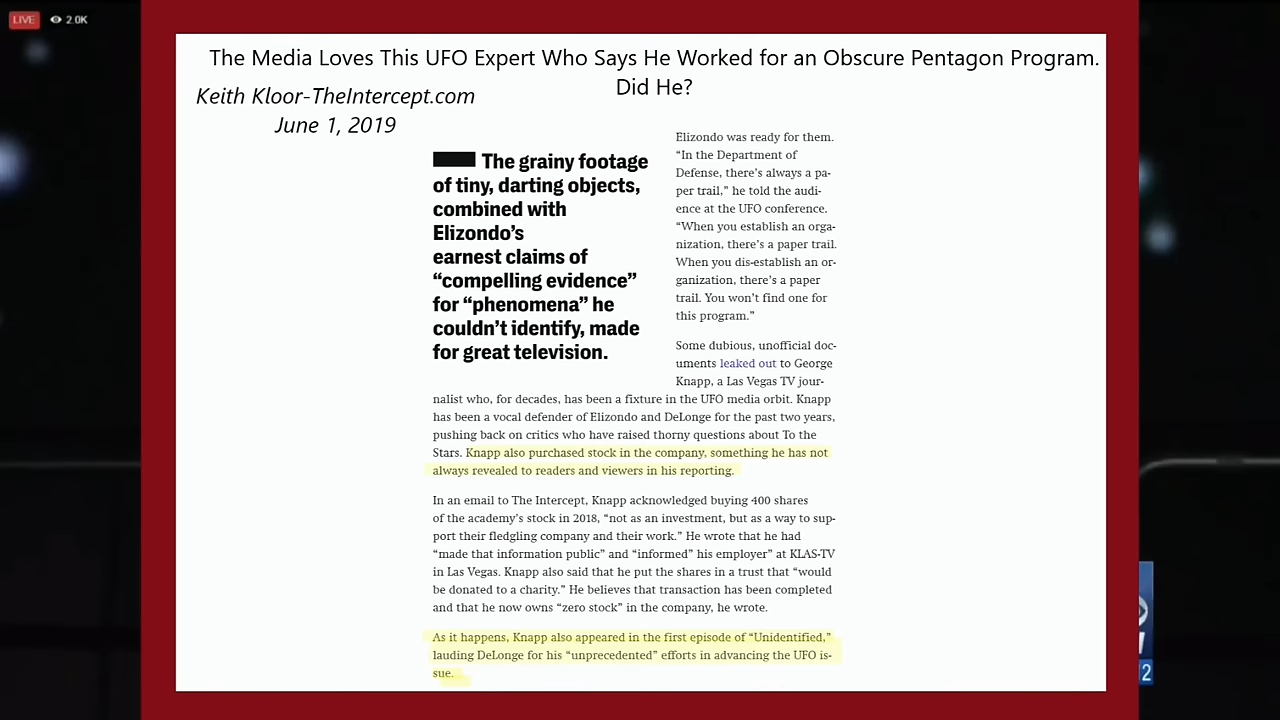 LIVE 2.0K
The Media Loves This UFO Expert Who Says He Worked for an Obscure Pentagon Program.
Did He?
Keith Kloor-TheIntercept.com
June 1, 2019
The grainy footage
of tiny, darting objects,
combined with
Elizondo’s
earnest claims of
“compelling evidence”
for “phenomena” he
couldn’t identify, made
for great television.
Elizondo was ready for them.
“In the Department of
Defense, there’s always a pa-
per trail,” he told the audi-
ence at the UFO conference.
“When you establish an orga-
nization, there’s a paper trail.
When you dis-establish an or-
ganization, there’s a paper
trail. You won’t find one for
this program.”
Some dubious, unofficial doc-
uments leaked out to George
Knapp, a Las Vegas TV jour-
nalist who, for decades, has been a fixture in the UFO media orbit. Knapp
has been a vocal defender of Elizondo and DeLonge for the past two years,
pushing back on critics who have raised thorny questions about To the
Stars. Knapp also purchased stock in the company, something he has not
always revealed to readers and viewers in his reporting.
In an email to The Intercept, Knapp acknowledged buying 400 shares
of the academy’s stock in 2018, “not as an investment, but as a way to sup-
port their fledgling company and their work.” He wrote that he had
“made that information public” and “informed” his employer” at KLAS-TV
in Las Vegas. Knapp also said that he put the shares in a trust that “would
be donated to a charity.” He believes that transaction has been completed
and that he now owns “zero stock” in the company, he wrote.
As it happens, Knapp also appeared in the first episode of “Unidentified,”
lauding DeLonge for his “unprecedented” efforts in advancing the UFO is-
sue.